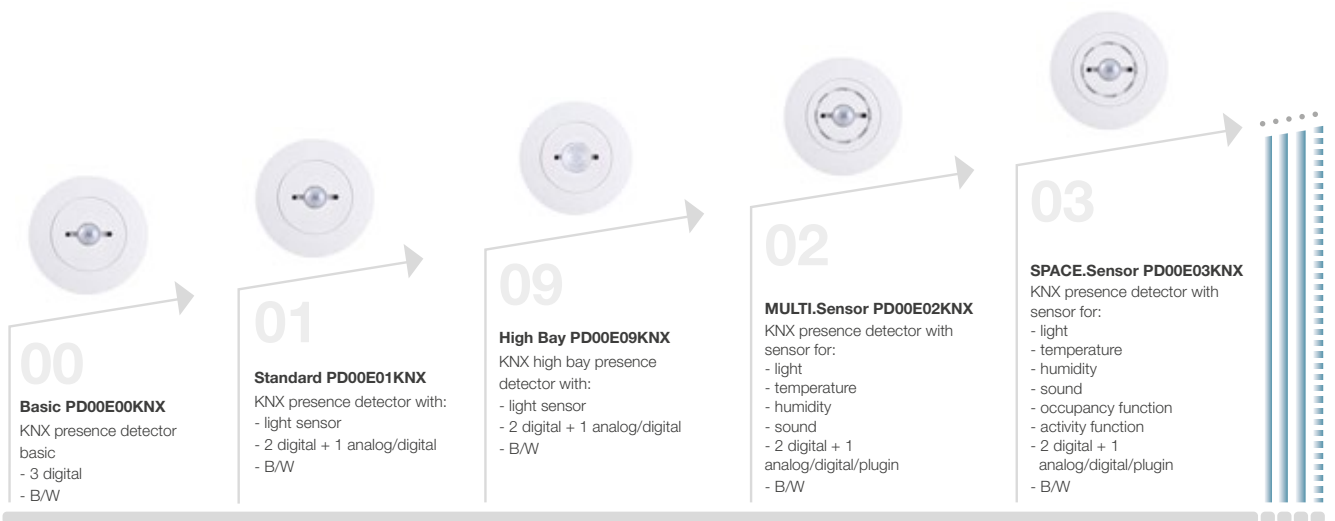 00
Basic PD00E00KNX
KNX presence detector
basic
- 3 digital
- B/W
01
Standard PD00E01KNX
KNX presence detector with:
- light sensor
- 2 digital + 1 analog/digital
- B/W
09
High Bay PD00E09KNX
KNX high bay presence
detector with:
- light sensor
- 2 digital + 1 analog/digital
- B/W
02
MULTI.Sensor PD00E02KNX
KNX presence detector with
sensor for:
- light
- temperature
- humidity
- sound
- 2 digital + 1
analog/digital/plugin
- B/W
03
SPACE.Sensor PD00E03KNX
KNX presence detector with
sensor for:
- light
- temperature
- humidity
- sound
- occupancy function
- activity function
- 2 digital + 1
analog/digital/plugin
- B/W